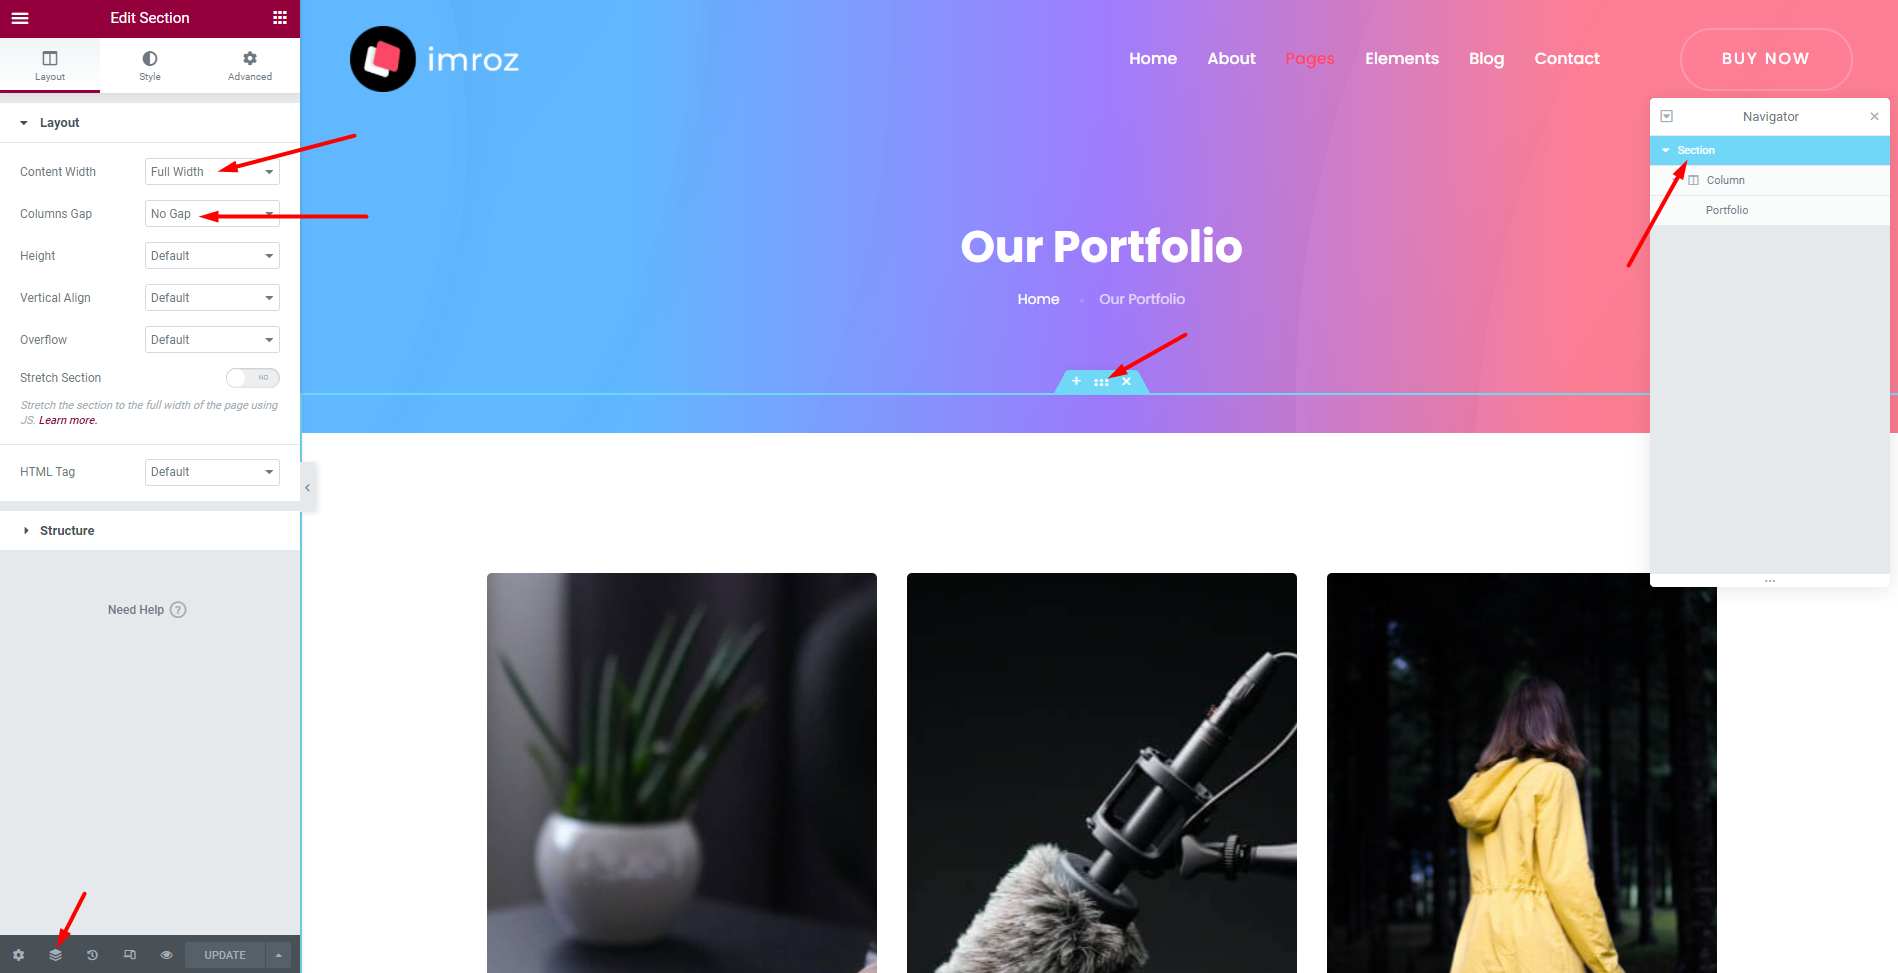 Edit Section
Layout
Style
Advanced
Layout
Content Width
Full Width
Columns Gap
No Gap
Height
Default
Vertical Align
Default
Overflow
Default
Stretch Section
NO
Stretch the section to the full width of the page using
JS. Learn more.
HTML Tag
Default
Structure
Need Help ?
UPDATE
imroz
Home About Pages Elements Blog Contact
BUY NOW
Our Portfolio
Home Our Portfolio
Navigator
Section
Column
Portfolio